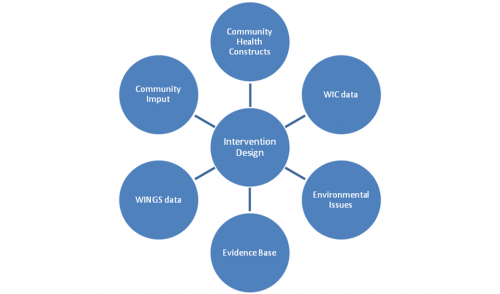 Community
Health
Constructs
Community
Imput
WIC data
Intervention
Design
WINGS data
Environmental
Issues
Evidence Base